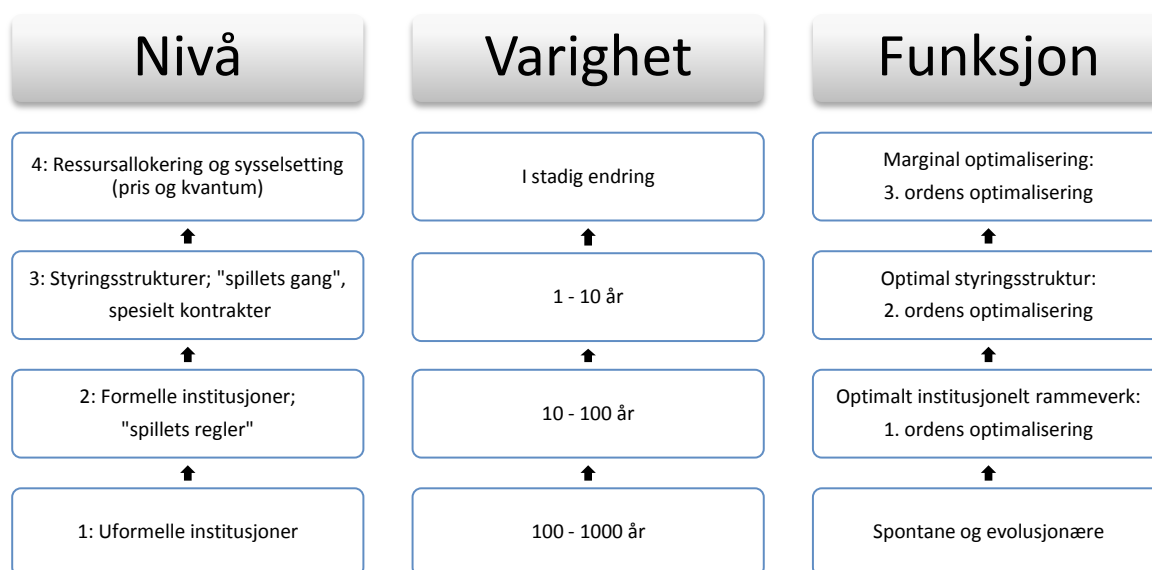 Nivå
Varighet
Funksjon
4: Ressursallokering og sysselsetting
(pris og kvantum)
I stadig endring
Marginal optimalisering:
3. ordens optimalisering
3: Styringsstrukturer; "spillets gang",
spesielt kontrakter
1 - 10 år
Optimal styringsstruktur:
2. ordens optimalisering
2: Formelle institusjoner;
"spillets regler"
10 - 100 år
Optimalt institusjonelt rammeverk:
1. ordens optimalisering
1: Uformelle institusjoner
100 - 1000 år
Spontane og evolusjonære